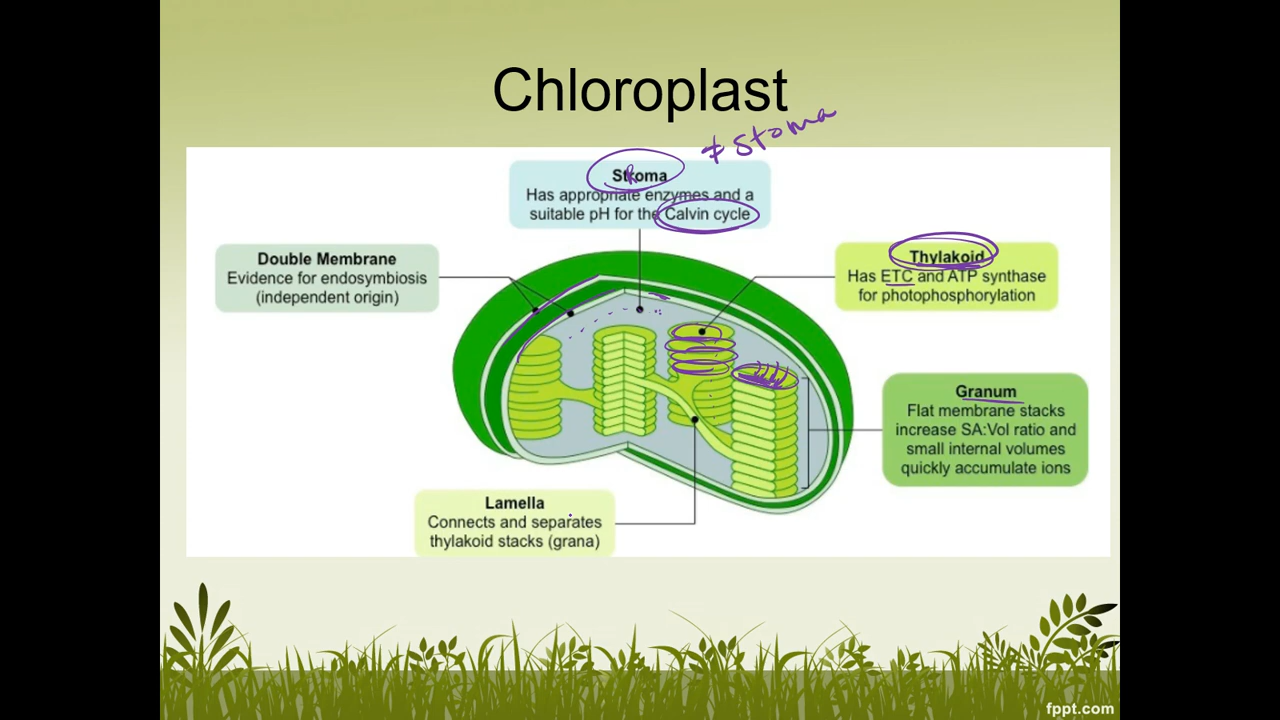 Chloroplast
≠ stoma
Stroma
Has appropriate enzymes and a
suitable pH for the Calvin cycle
Double Membrane
Evidence for endosymbiosis
(independent origin)
Thylakoid
Has ETC and ATP synthase
for photophosphorylation
Granum
Flat membrane stacks
increase SA:Vol ratio and
small internal volumes
quickly accumulate ions
Lamella
Connects and separates
thylakoid stacks (grana)
fppt.com